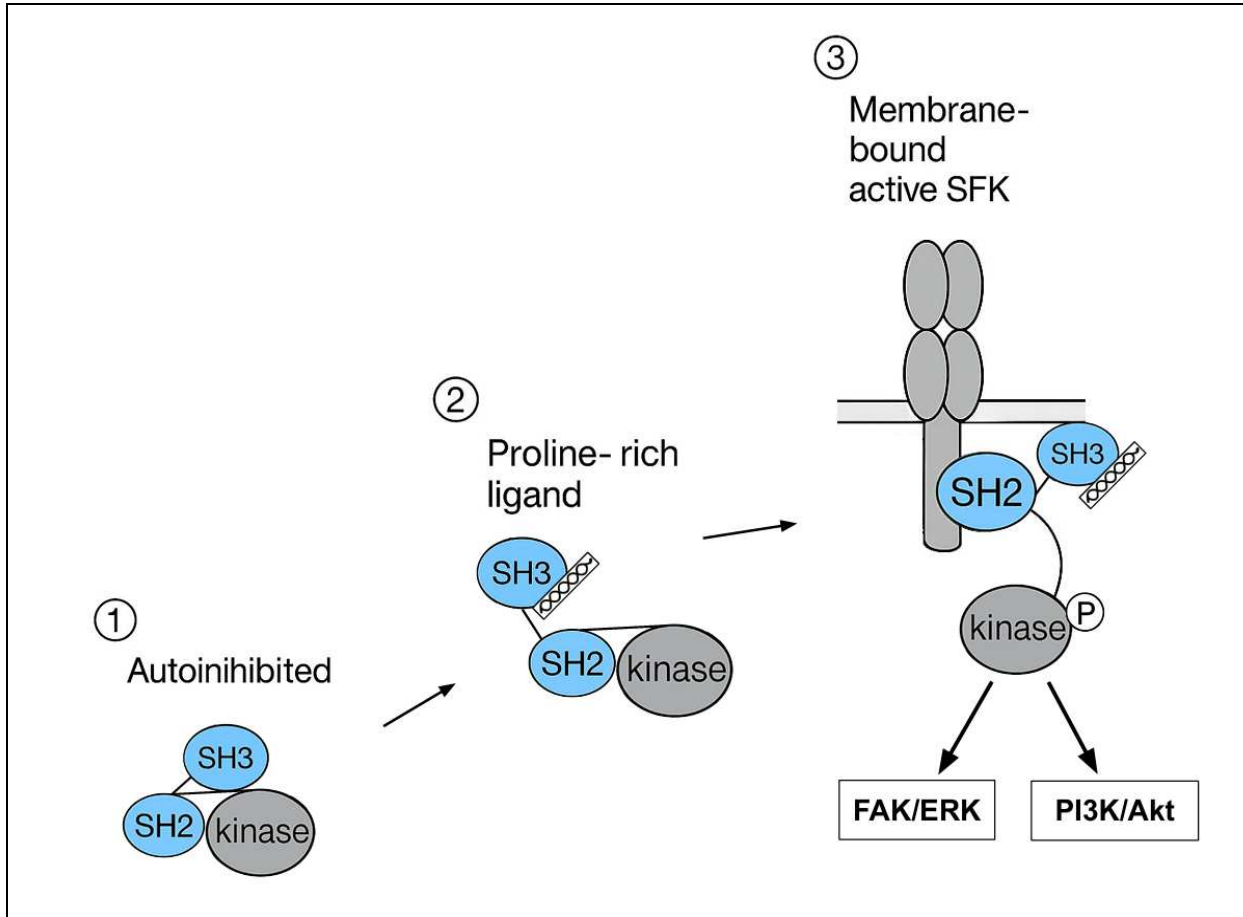 ①
Autoinihibited
SH3
SH2
kinase
②
Proline- rich
ligand
SH3
SH2
kinase
③
Membrane-
bound
active SFK
SH3
SH2
kinase
P
FAK/ERK
PI3K/Akt